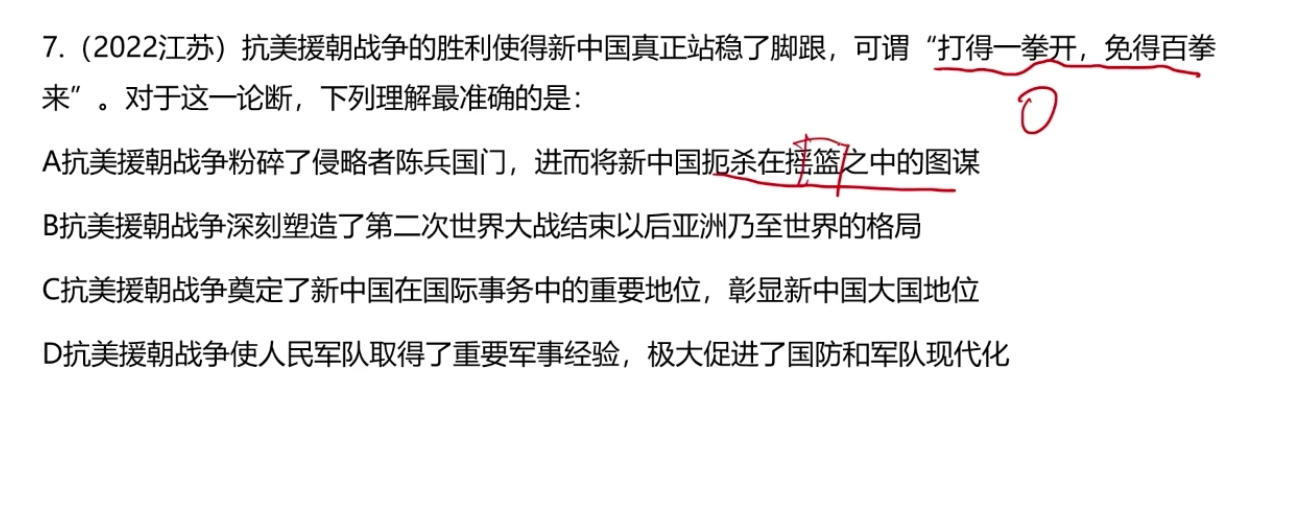 7.（2022江苏）抗美援朝战争的胜利使得新中国真正站稳了脚跟，可谓“打得一拳开，免得百拳
来”。对于这一论断，下列理解最准确的是：
A抗美援朝战争粉碎了侵略者陈兵国门，进而将新中国扼杀在摇篮之中的图谋
B抗美援朝战争深刻塑造了第二次世界大战结束以后亚洲乃至世界的格局
C抗美援朝战争奠定了新中国在国际事务中的重要地位，彰显新中国大国地位
D抗美援朝战争使人民军队取得了重要军事经验，极大促进了国防和军队现代化